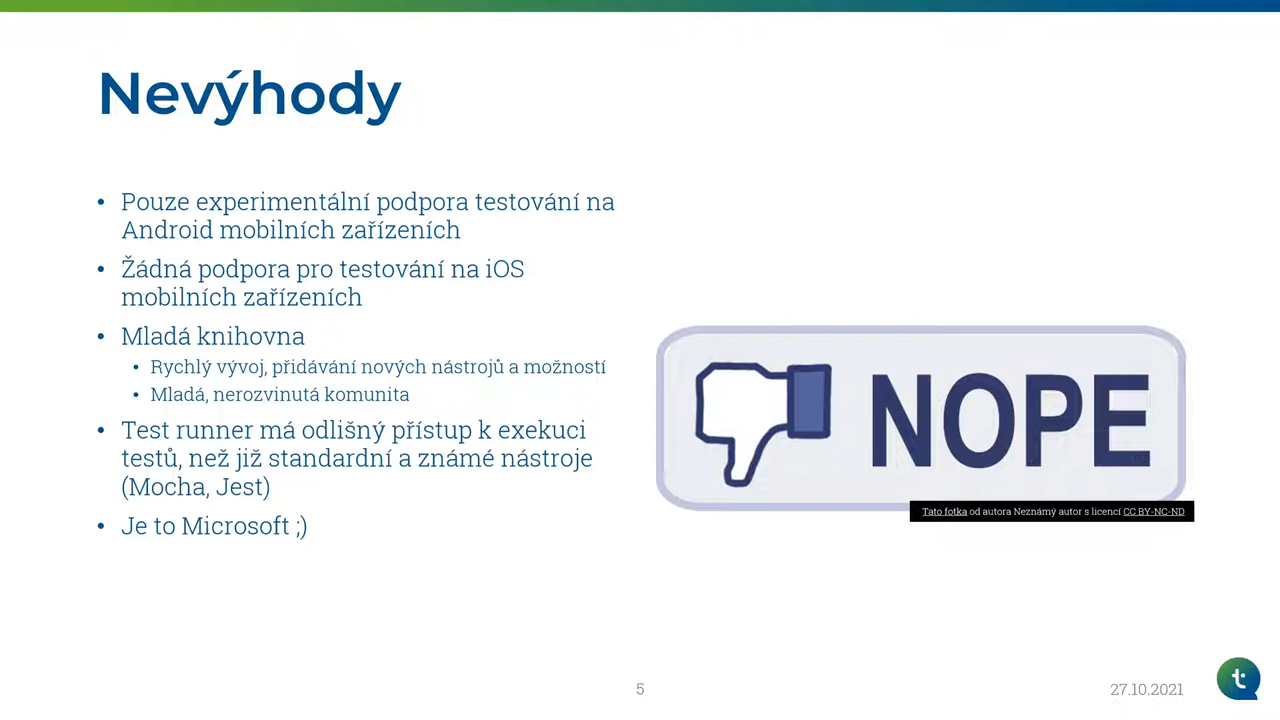 Nevýhody
• Pouze experimentální podpora testování na
Android mobilních zařízeních
• Žádná podpora pro testování na iOS
mobilních zařízeních
• Mladá knihovna
• Rychlý vývoj, přidávání nových nástrojů a možností
• Mladá, nerozvinutá komunita
• Test runner má odlišný přístup k exekuci
testů, než již standardní a známé nástroje
(Mocha, Jest)
• Je to Microsoft ;)
NOPE
Tato fotka od autora Neznámý autor s licencí CC BY-NC-ND
5
27.10.2021
t